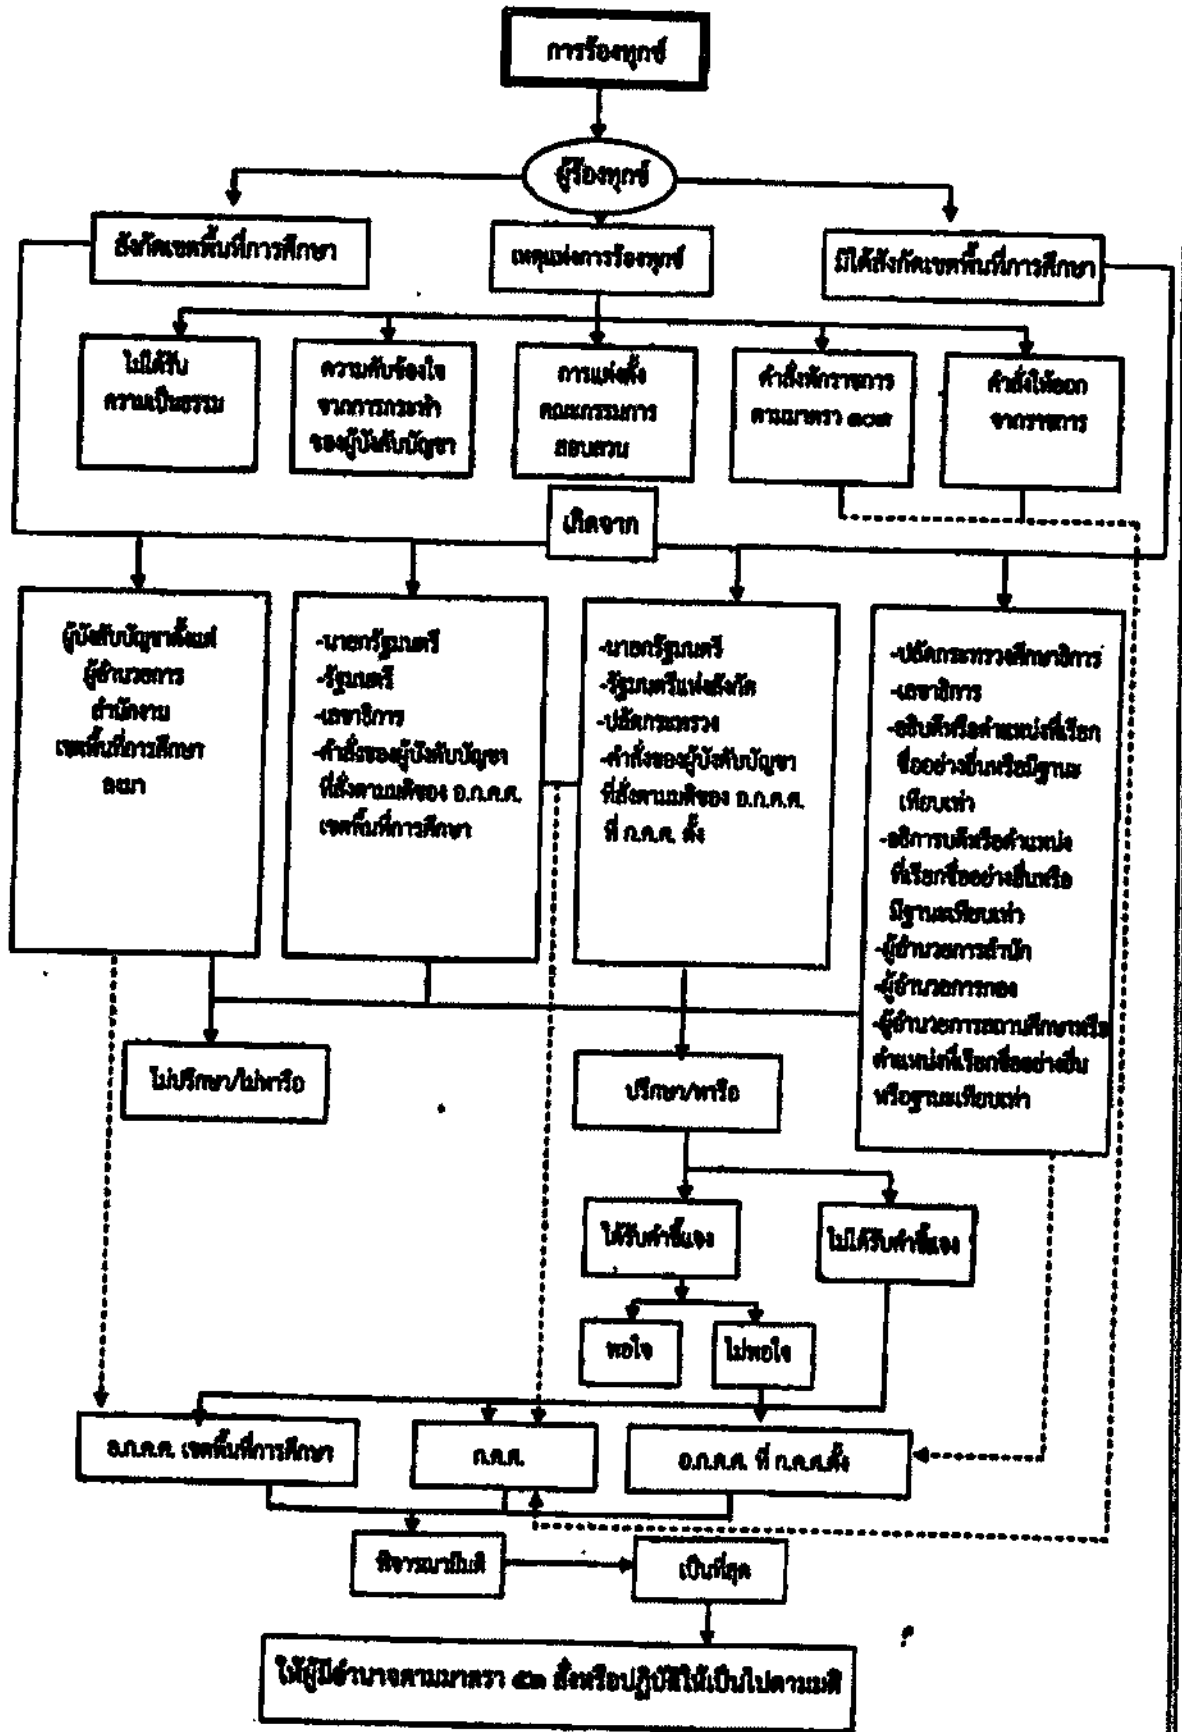 การร้องทุกข์
ผู้ร้องทุกข์
สังกัดเขตพื้นที่การศึกษา
เหตุแห่งการร้องทุกข์
มิได้สังกัดเขตพื้นที่การศึกษา
ไม่ได้รับ
ความเป็นธรรม
ความคับข้องใจ
จากการกระทำ
ของผู้บังคับบัญชา
การแต่งตั้ง
คณะกรรมการ
สอบสวน
คำสั่งพักราชการ
ตามมาตรา
คำสั่งให้ออก
จากราชการ
เกิดจาก
ผู้บังคับบัญชาตั้งแต่
ผู้อำนวยการ
สำนักงาน
เขตพื้นที่การศึกษา
ลงมา
-นายกรัฐมนตรี
-รัฐมนตรี
-เลขาธิการ
-คำสั่งของผู้บังคับบัญชา
ที่สั่งตามมติของ อ.ก.ค.ศ.
เขตพื้นที่การศึกษา
-นายกรัฐมนตรี
-รัฐมนตรีแห่งสังกัด
-ปลัดกระทรวง
-คำสั่งของผู้บังคับบัญชา
ที่สั่งตามมติของ อ.ก.ค.ศ.
ที่ ก.ค.ศ. ตั้ง
-ปลัดกระทรวงศึกษาธิการ
-เลขาธิการ
-อธิบดีหรือตำแหน่งที่เรียก
ชื่ออย่างอื่นหรือมีฐานะ
เทียบเท่า
-อธิการบดีหรือตำแหน่ง
ที่เรียกชื่ออย่างอื่นหรือ
มีฐานะเทียบเท่า
-ผู้อำนวยการสำนัก
-ผู้อำนวยการกอง
-ผู้อำนวยการสถานศึกษาหรือ
ตำแหน่งที่เรียกชื่ออย่างอื่น
หรือฐานะเทียบเท่า
ไม่ปรึกษา/ไม่หารือ
ปรึกษา/หารือ
ได้รับคำชี้แจง
ไม่ได้รับคำชี้แจง
พอใจ
ไม่พอใจ
อ.ก.ค.ศ. เขตพื้นที่การศึกษา
ก.ค.ศ.
อ.ก.ค.ศ. ที่ ก.ค.ศ.ตั้ง
พิจารณามีมติ
เป็นที่สุด
ให้ผู้มีอำนาจตามมาตรา ๕๓ สั่งหรือปฏิบัติให้เป็นไปตามมติ